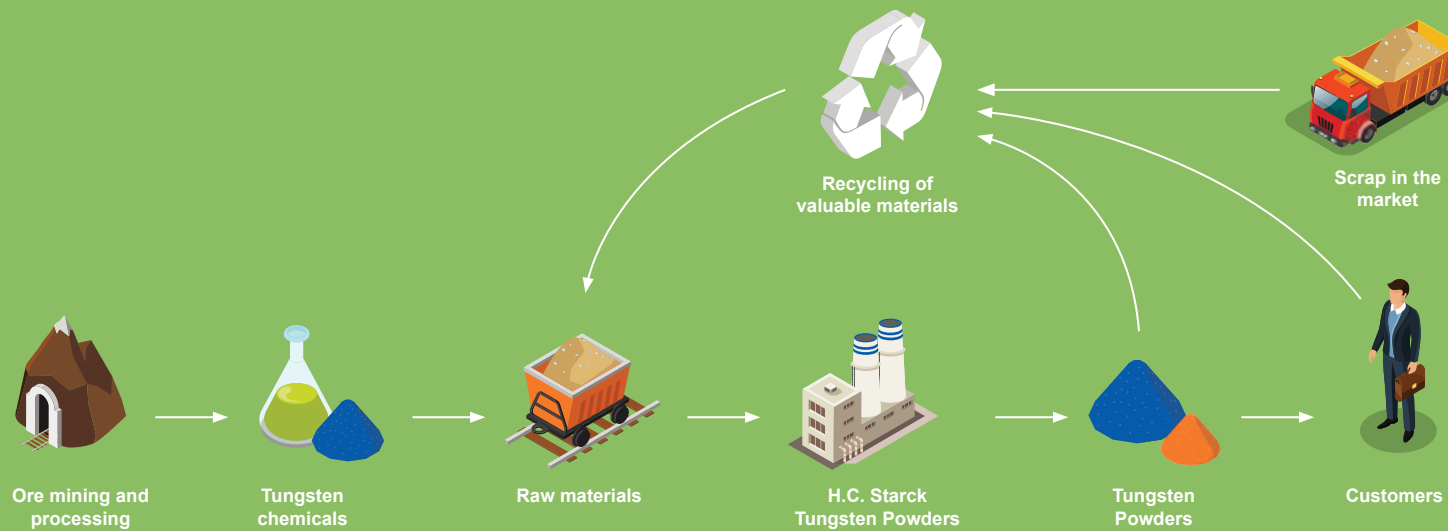 Recycling of
valuable materials
Scrap in the
market
Ore mining and
processing
Tungsten
chemicals
Raw materials
H.C. Starck
Tungsten Powders
Tungsten
Powders
Customers